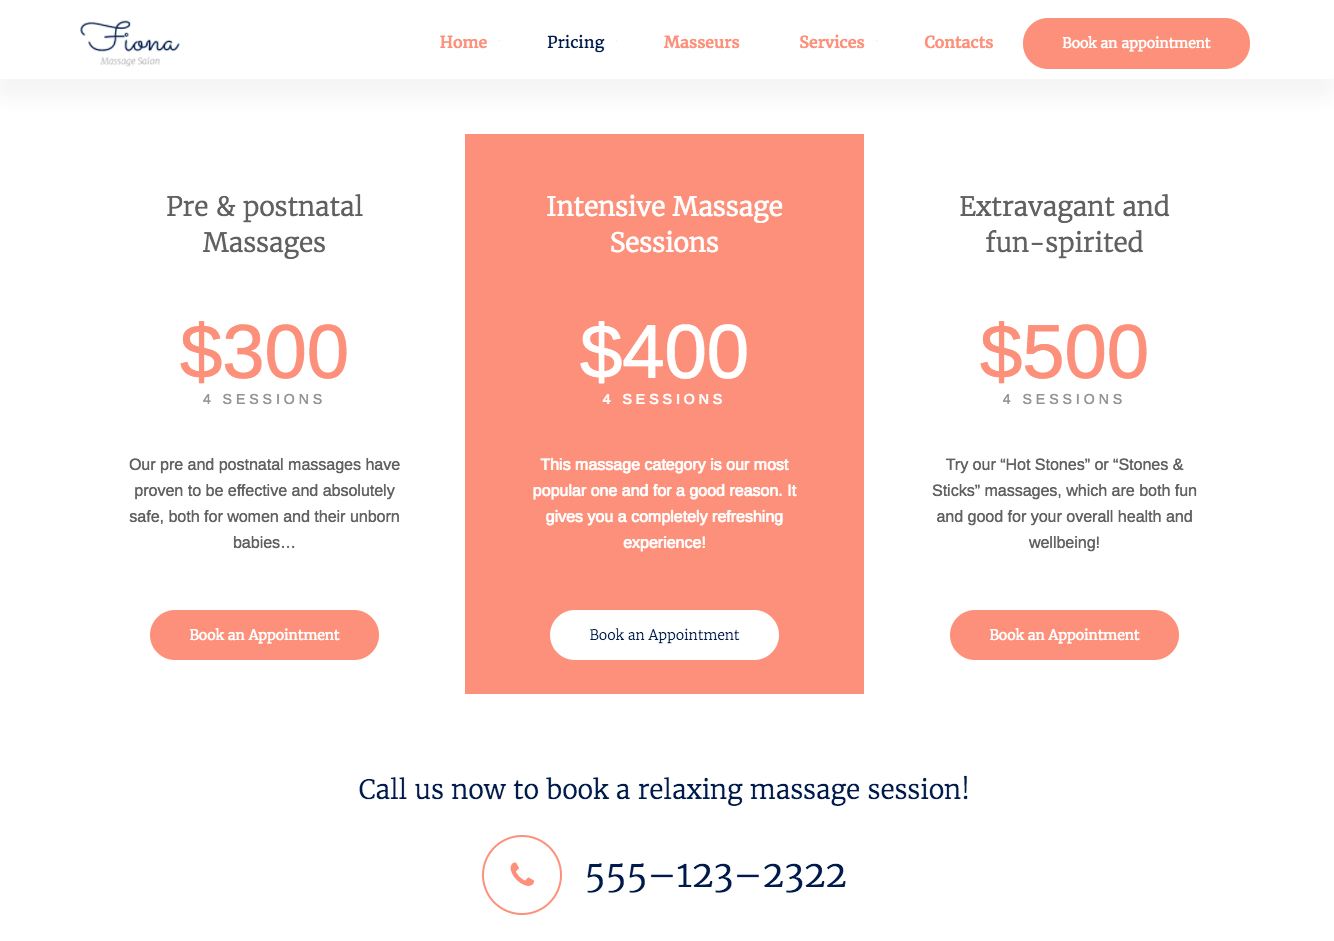 Fiona
Massage Salon
Home
Pricing
Masseurs
Services
Contacts
Book an appointment
Pre & postnatal
Massages
$300
4 SESSIONS
Our pre and postnatal massages have
proven to be effective and absolutely
safe, both for women and their unborn
babies…
Book an Appointment
Intensive Massage
Sessions
$400
4 SESSIONS
This massage category is our most
popular one and for a good reason. It
gives you a completely refreshing
experience!
Book an Appointment
Extravagant and
fun-spirited
$500
4 SESSIONS
Try our “Hot Stones” or “Stones &
Sticks” massages, which are both fun
and good for your overall health and
wellbeing!
Book an Appointment
Call us now to book a relaxing massage session!
555–123–2322